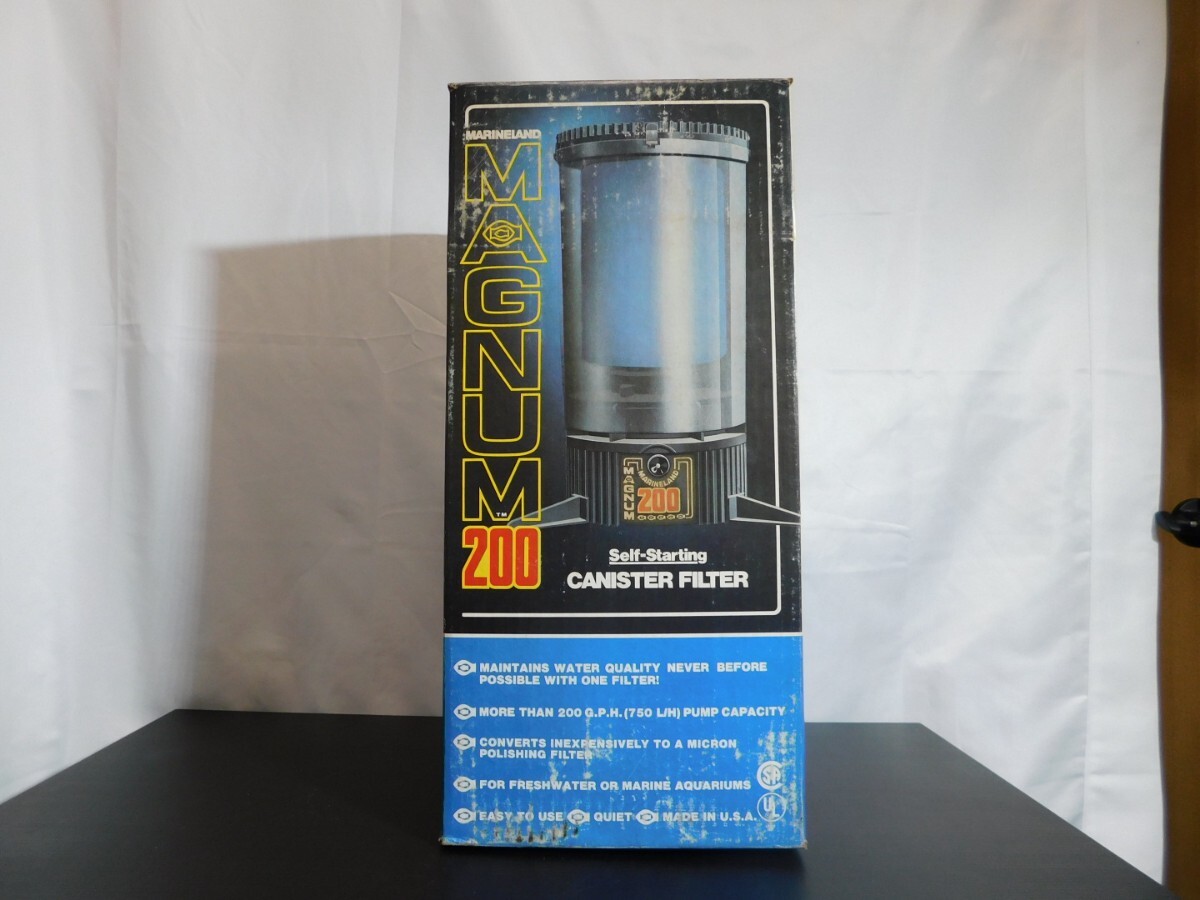 MARINELAND
MAGNUM™
200
MARINELAND
MAGNUM
200
Self-Starting
CANISTER FILTER
MAINTAINS WATER QUALITY NEVER BEFORE
POSSIBLE WITH ONE FILTER!
MORE THAN 200 G.P.H. (750 L/H) PUMP CAPACITY
CONVERTS INEXPENSIVELY TO A MICRON
POLISHING FILTER
FOR FRESHWATER OR MARINE AQUARIUMS
EASY TO USE QUIET MADE IN U.S.A.
UL